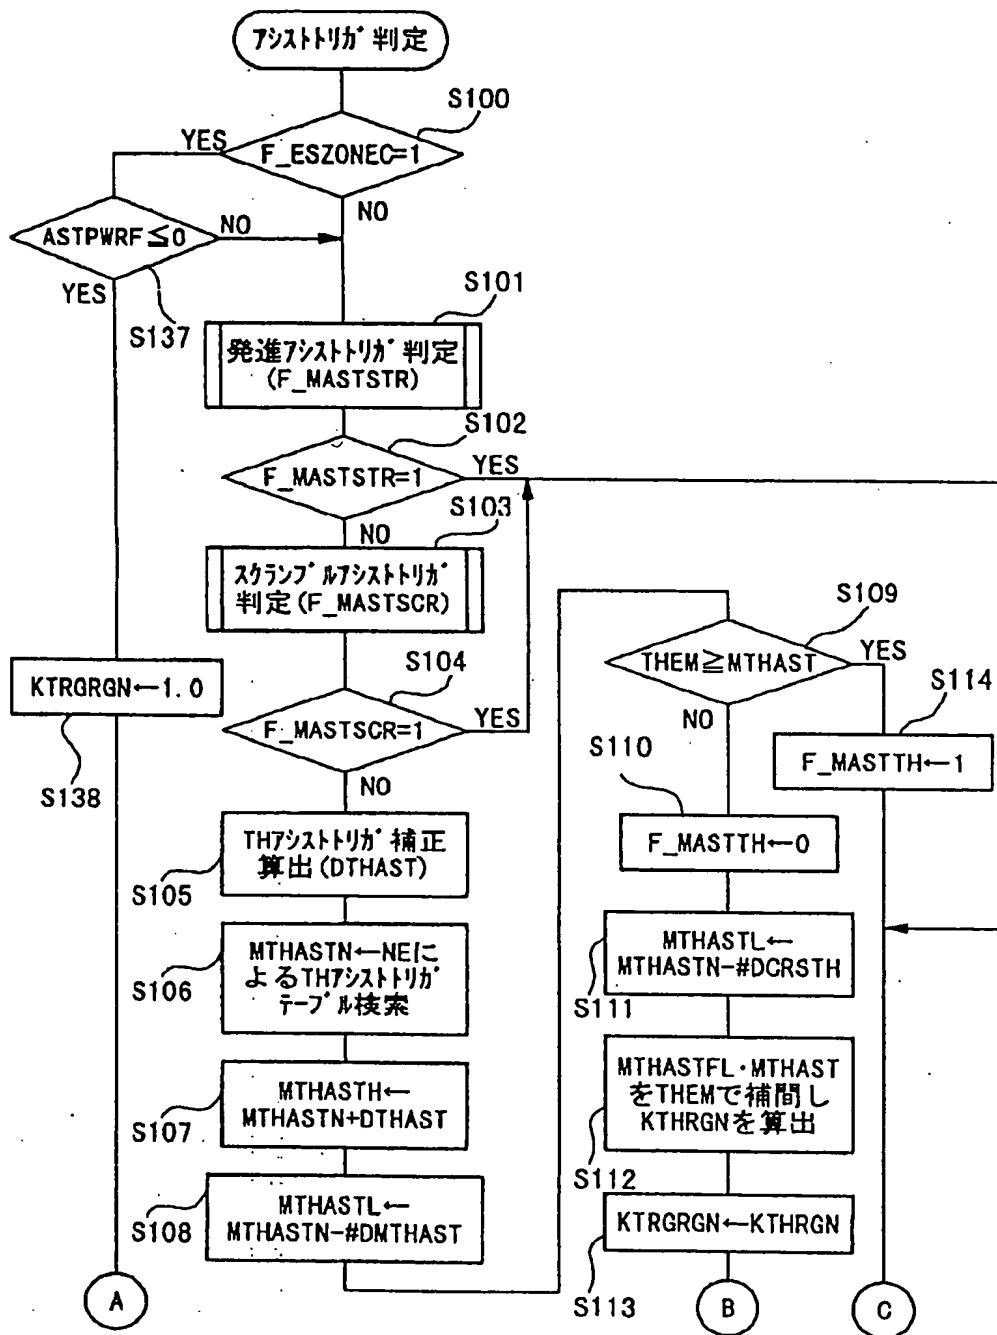 アシストトリガ判定
S100
F_ESZONEC=1
YES
NO
ASTPWRF≦0
NO
YES
S137
S101
発進アシストトリガ判定
(F_MASTSTR)
S102
F_MASTSTR=1
YES
NO
S103
スクランブルアシストトリガ
判定(F_MASTSCR)
S104
F_MASTSCR=1
YES
NO
KTRGRGN←1.0
S138
THアシストトリガ補正
算出(DTHAST)
S105
MTHASTN←NEに
よるTHアシストトリガ
テーブル検索
S106
MTHASTH←
MTHASTN+DTHAST
S107
MTHASTL←
MTHASTN-#DMTHAST
S108
A
S109
THEM≧MTHAST
YES
NO
S114
F_MASTTH←1
S110
F_MASTTH←0
MTHASTL←
MTHASTN-#DCRSTH
S111
MTHASTFL・MTHAST
をTHEMで補間し
KTHRGNを算出
S112
KTRGRGN←KTHRGN
S113
B
C